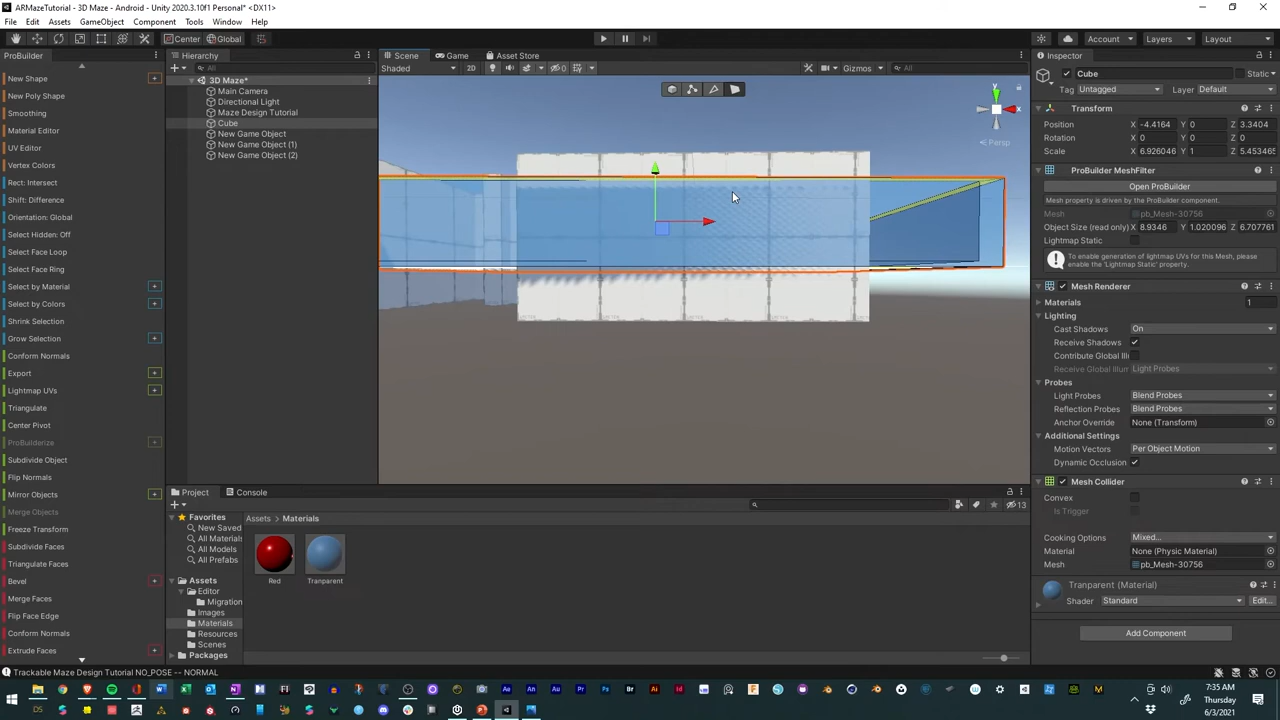 ARMazeTutorial - 3D Maze - Android - Unity 2020.3.10f1 Personal* <DX11>
File Edit Assets GameObject Component Tools Window Help
Center Global Account Layers Layout
ProBuilder
New Shape
New Poly Shape
Smoothing
Material Editor
UV Editor
Vertex Colors
Rect: Intersect
Shift: Difference
Orientation: Global
Select Hidden: Off
Select Face Loop
Select Face Ring
Select by Material
Select by Colors
Shrink Selection
Grow Selection
Conform Normals
Export
Lightmap UVs
Triangulate
Center Pivot
ProBuilderize
Subdivide Object
Flip Normals
Mirror Objects
Merge Objects
Freeze Transform
Subdivide Faces
Triangulate Faces
Bevel
Merge Faces
Flip Face Edge
Conform Normals
Extrude Faces
Hierarchy
All
3D Maze*
Main Camera
Directional Light
Maze Design Tutorial
Cube
New Game Object
New Game Object (1)
New Game Object (2)
Scene Game Asset Store
Shaded 2D 0 Gizmos All
y
x
Persp
Project Console
13
Favorites
New Saved
All Materials
All Models
All Prefabs
Assets
Editor
Migration
Images
Materials
Resources
Scenes
Packages
Assets > Materials
Red
Tranparent
Inspector
Cube Static
Tag Untagged Layer Default
Transform
Position X -4.4164 Y 0 Z 3.3404
Rotation X 0 Y 0 Z 0
Scale X 6.926046 Y 1 Z 5.453465
ProBuilder MeshFilter
Open ProBuilder
Mesh property is driven by the ProBuilder component.
Mesh pb_Mesh-30756
Object Size (read only) X 8.9346 Y 1.020096 Z 6.707761
Lightmap Static
To enable generation of lightmap UVs for this Mesh, please
enable the 'Lightmap Static' property.
Mesh Renderer
Materials 1
Lighting
Cast Shadows On
Receive Shadows
Contribute Global Illi
Receive Global Illum Light Probes
Probes
Light Probes Blend Probes
Reflection Probes Blend Probes
Anchor Override None (Transform)
Additional Settings
Motion Vectors Per Object Motion
Dynamic Occlusion
Mesh Collider
Convex
Is Trigger
Cooking Options Mixed...
Material None (Physic Material)
Mesh pb_Mesh-30756
Tranparent (Material)
Shader Standard Edit...
Add Component
Trackable Maze Design Tutorial NO_POSE -- NORMAL
7:35 AM
Thursday
6/3/2021